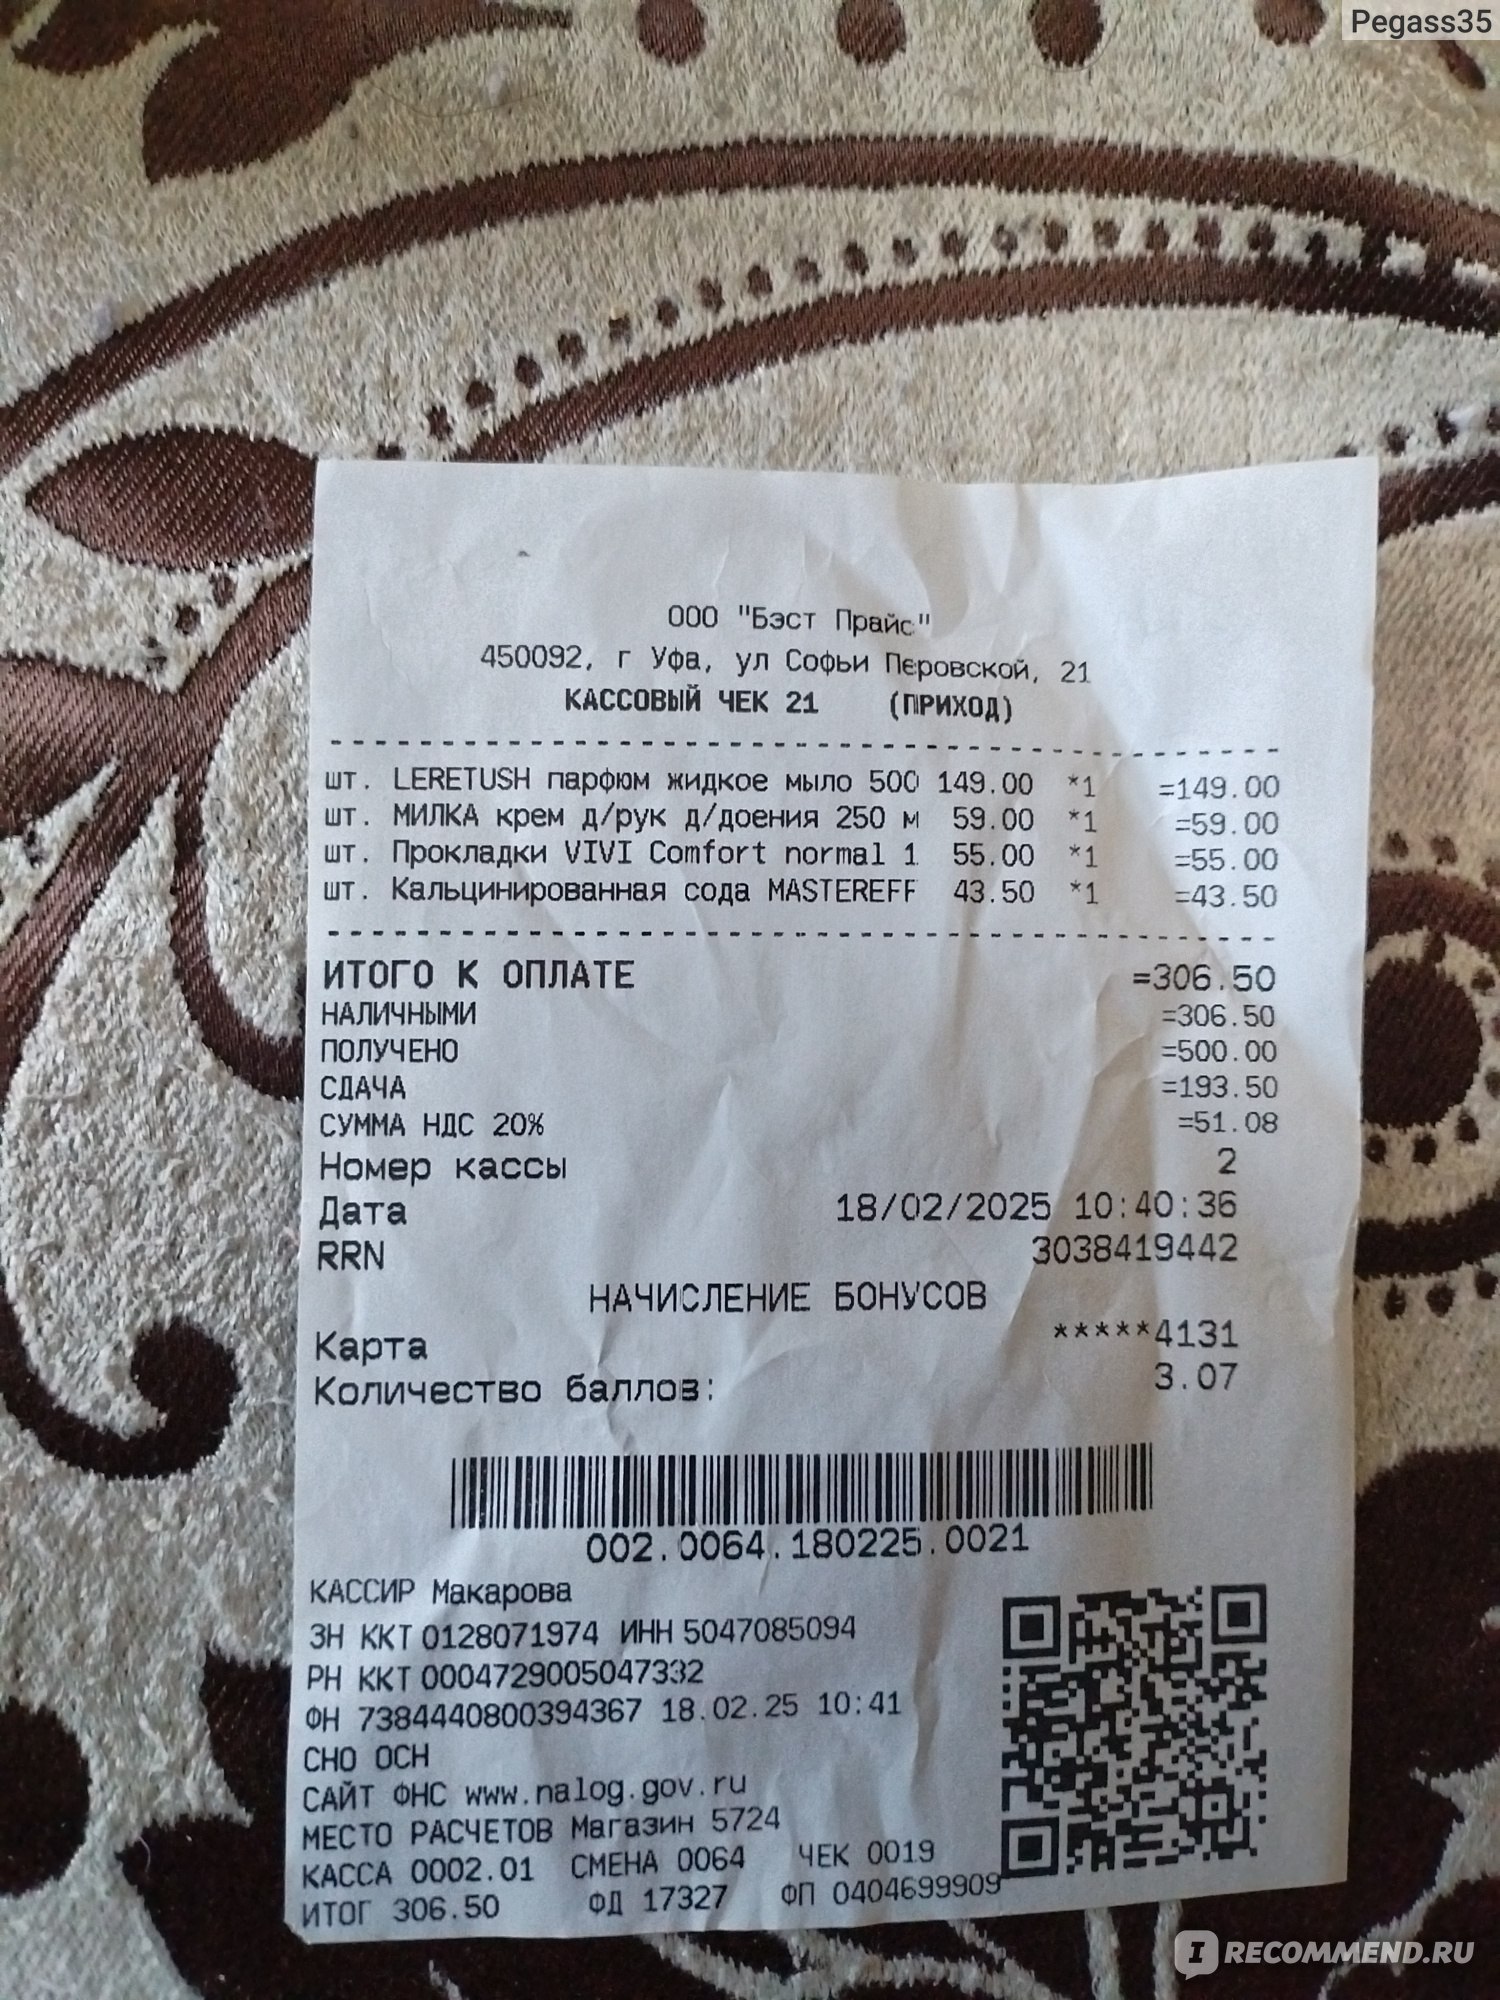 Pegass35
ООО "Бэст Прайс"
450092, г Уфа, ул Софьи Перовской, 21
КАССОВЫЙ ЧЕК 21 (ПРИХОД)
шт. LERETUSH парфюм жидкое мыло 500 149.00 *1 =149.00
шт. МИЛКА крем д/рук д/доения 250 м 59.00 *1 =59.00
шт. Прокладки VIVI Comfort normal 1 55.00 *1 =55.00
шт. Кальцинированная сода MASTEREFF 43.50 *1 =43.50
ИТОГО К ОПЛАТЕ =306.50
НАЛИЧНЫМИ =306.50
ПОЛУЧЕНО =500.00
СДАЧА =193.50
СУММА НДС 20% =51.08
Номер кассы 2
Дата 18/02/2025 10:40:36
RRN 3038419442
НАЧИСЛЕНИЕ БОНУСОВ
Карта *****4131
Количество баллов: 3.07
002.0064.180225.0021
КАССИР Макарова
ЗН ККТ 0128071974 ИНН 5047085094
РН ККТ 0004729005047332
ФН 7384440800394367 18.02.25 10:41
СНО ОСН
САЙТ ФНС www.nalog.gov.ru
МЕСТО РАСЧЕТОВ Магазин 5724
КАССА 0002.01 СМЕНА 0064 ЧЕК 0019
ИТОГ 306.50 ФД 17327 ФП 0404699909
I RECOMMEND.RU